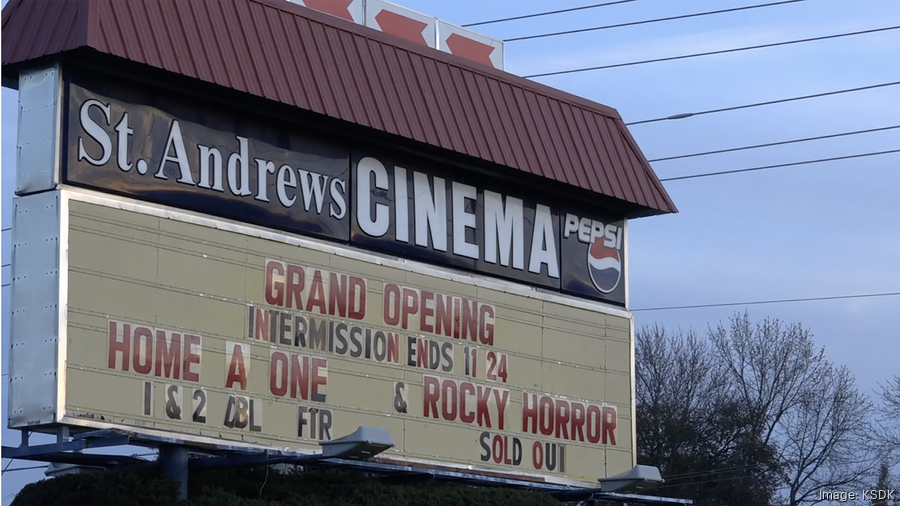 St. Andrews CINEMA PEPSI
GRAND OPENING
INTERMISSION ENDS 11 24
HOME A ONE & ROCKY HORROR
1 & 2 DBL FTR SOLD OUT
Image: KSDK